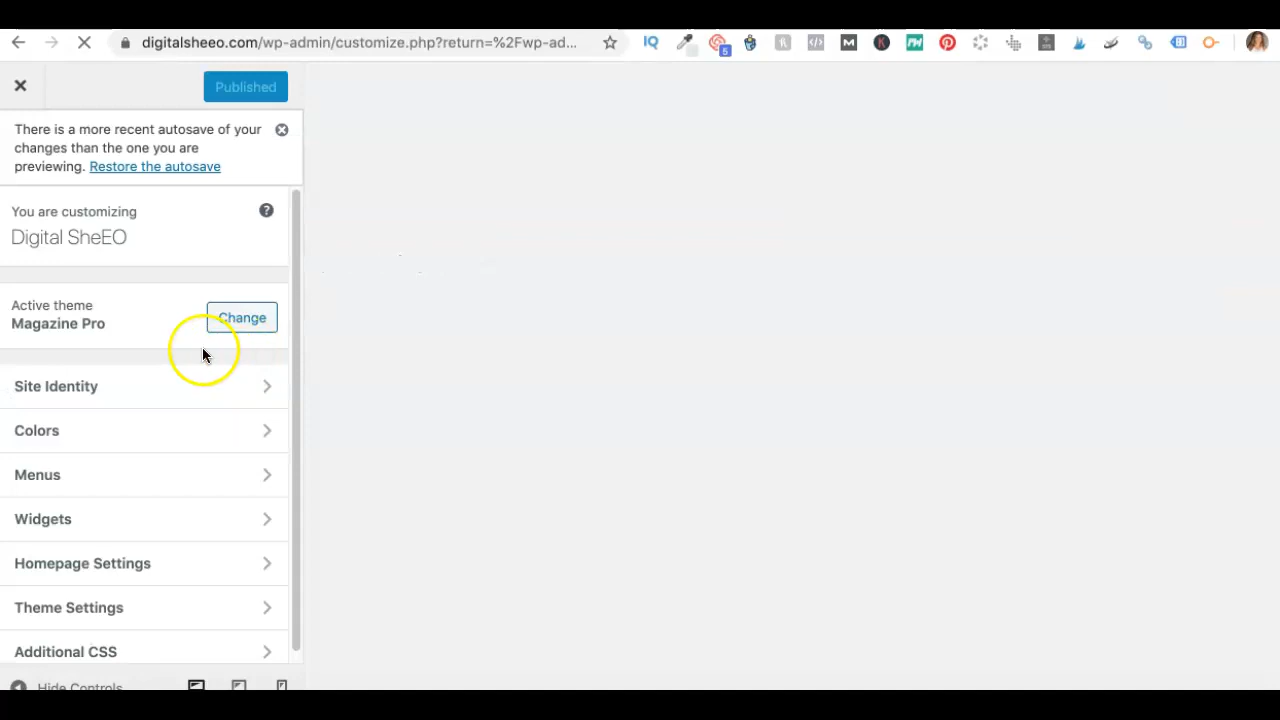 digitalsheeo.com/wp-admin/customize.php?return=%2Fwp-ad...
5
Published
There is a more recent autosave of your
changes than the one you are
previewing. Restore the autosave
You are customizing
Digital SheEO
Active theme
Magazine Pro
Change
Site Identity
Colors
Menus
Widgets
Homepage Settings
Theme Settings
Additional CSS
Hide Controls